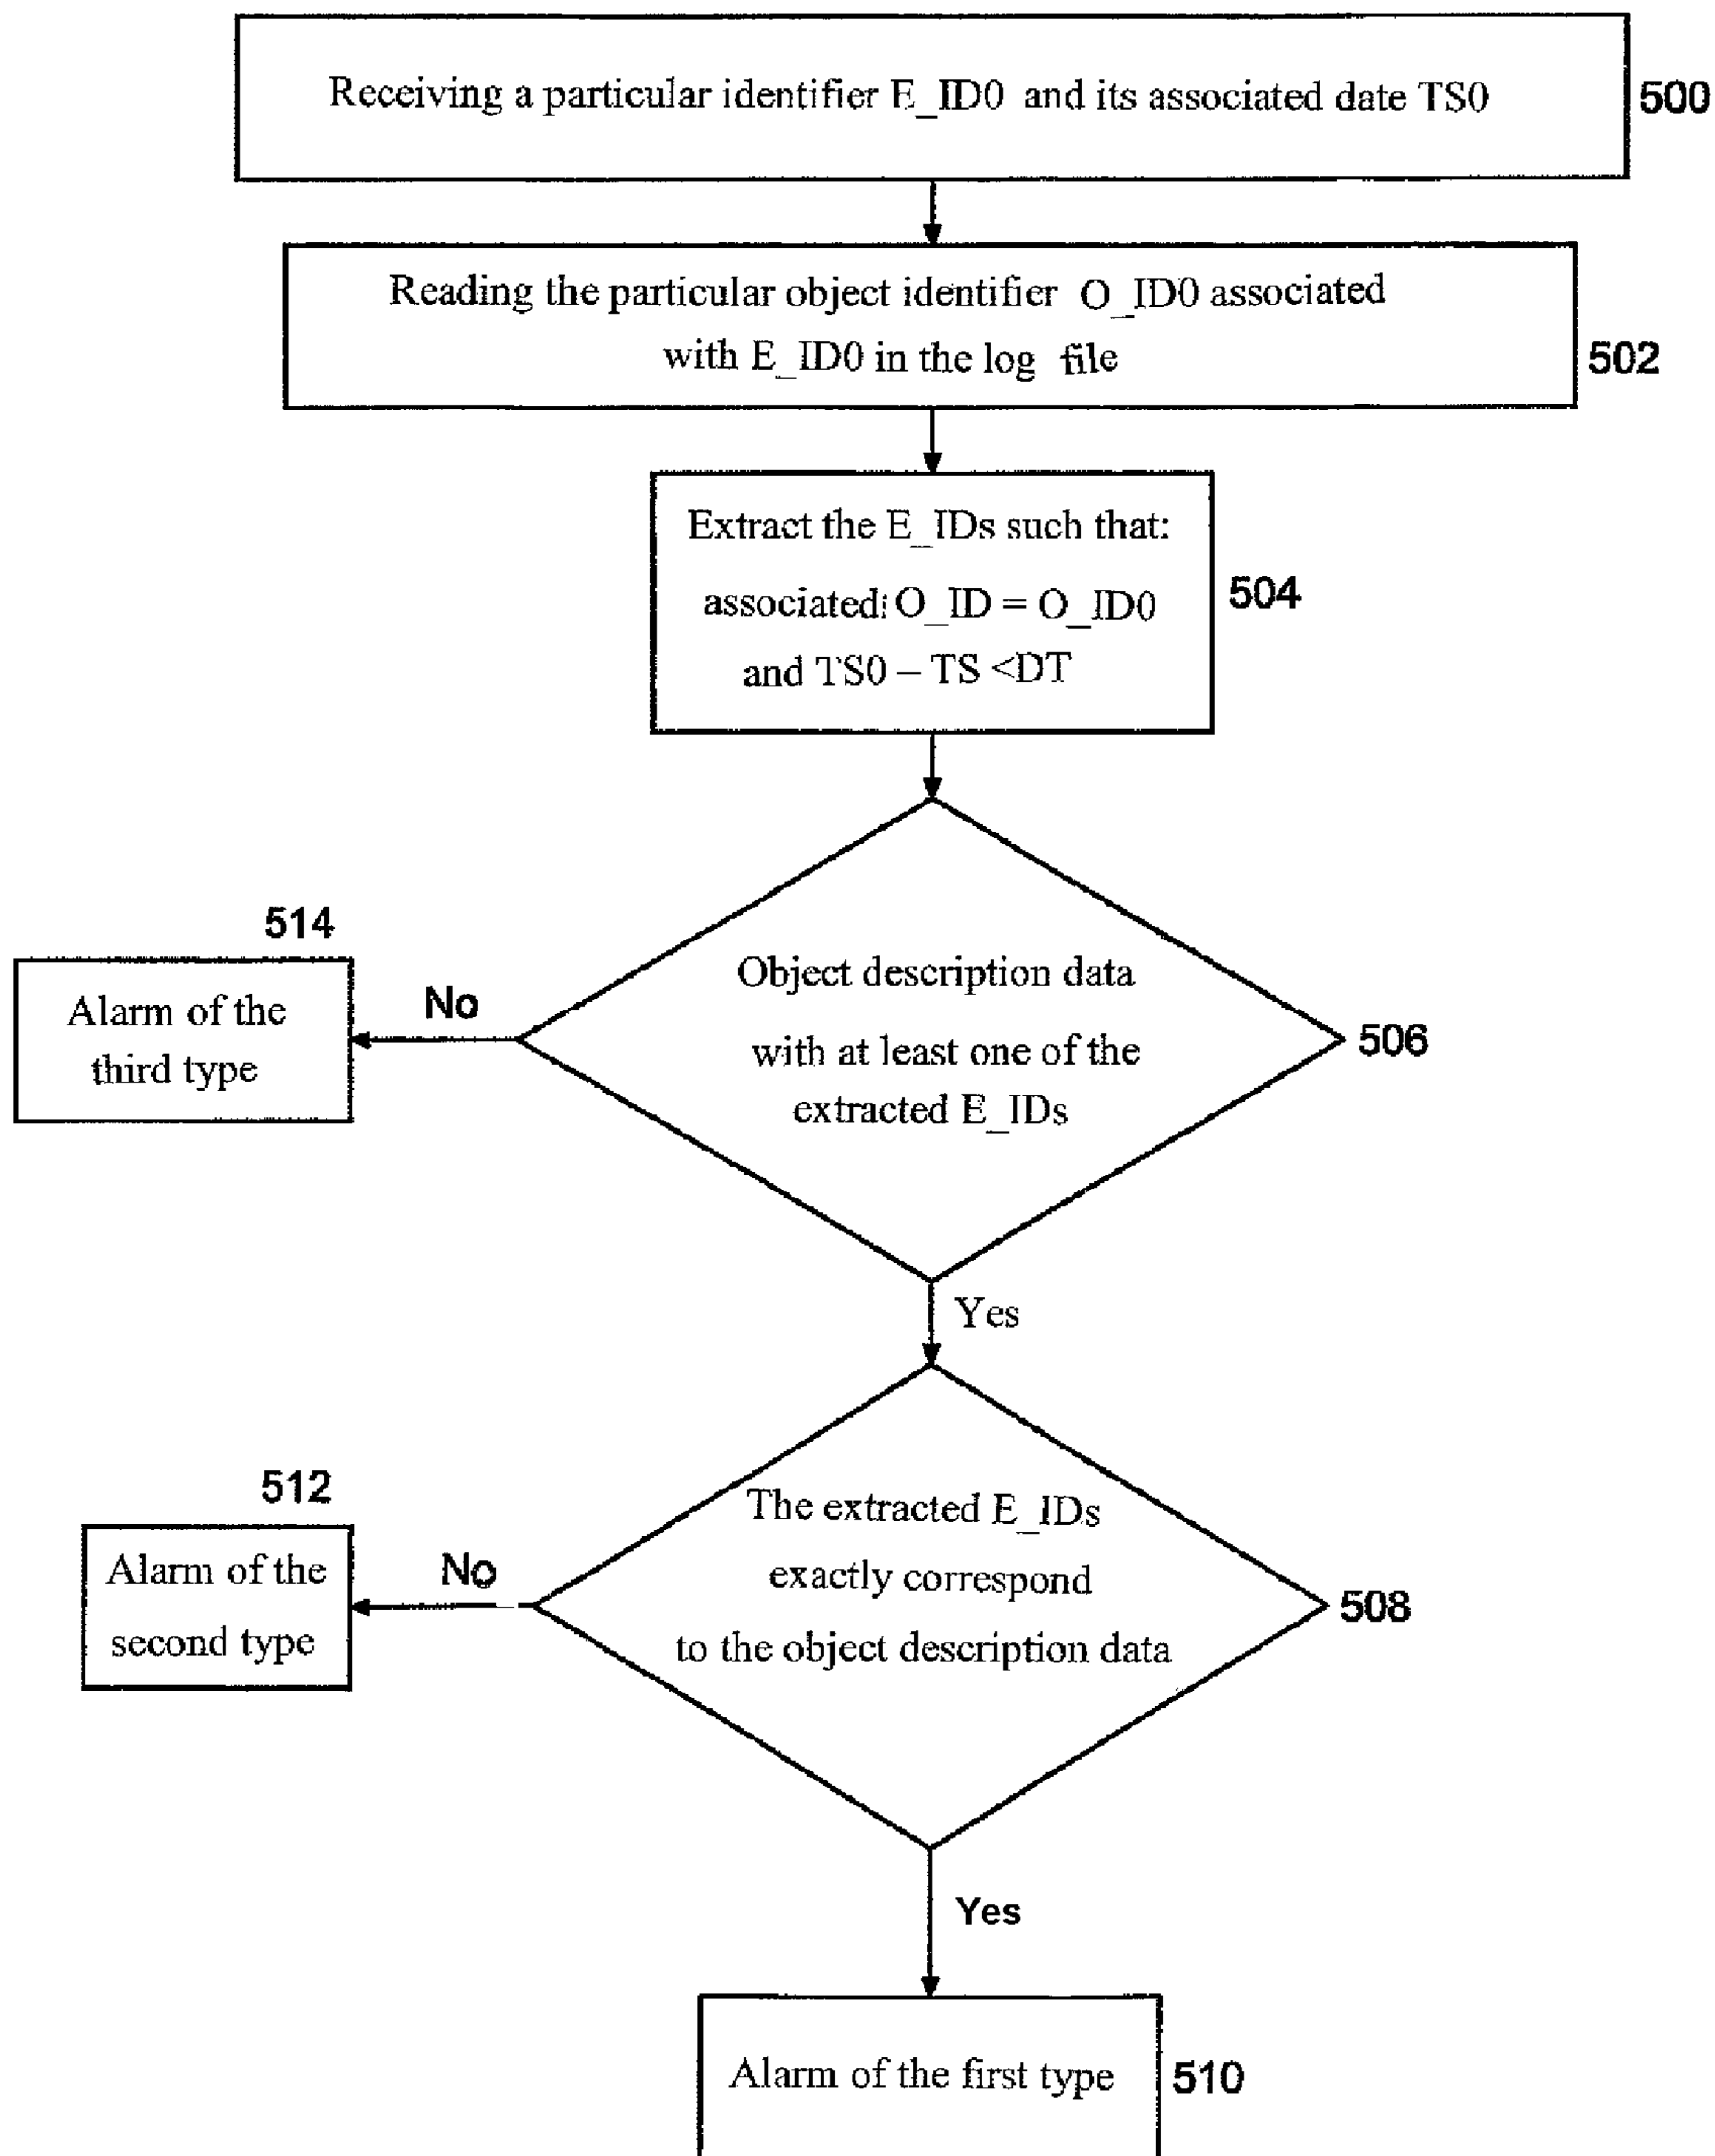 Receiving a particular identifier E_ID0 and its associated date TS0
500
Reading the particular object identifier O_ID0 associated
with E_ID0 in the log file
502
Extract the E_IDs such that:
associated: O_ID = O_ID0
and TS0 – TS <DT
504
Object description data
with at least one of the
extracted E_IDs
506
No
514
Alarm of the
third type
Yes
The extracted E_IDs
exactly correspond
to the object description data
508
No
512
Alarm of the
second type
Yes
Alarm of the first type
510